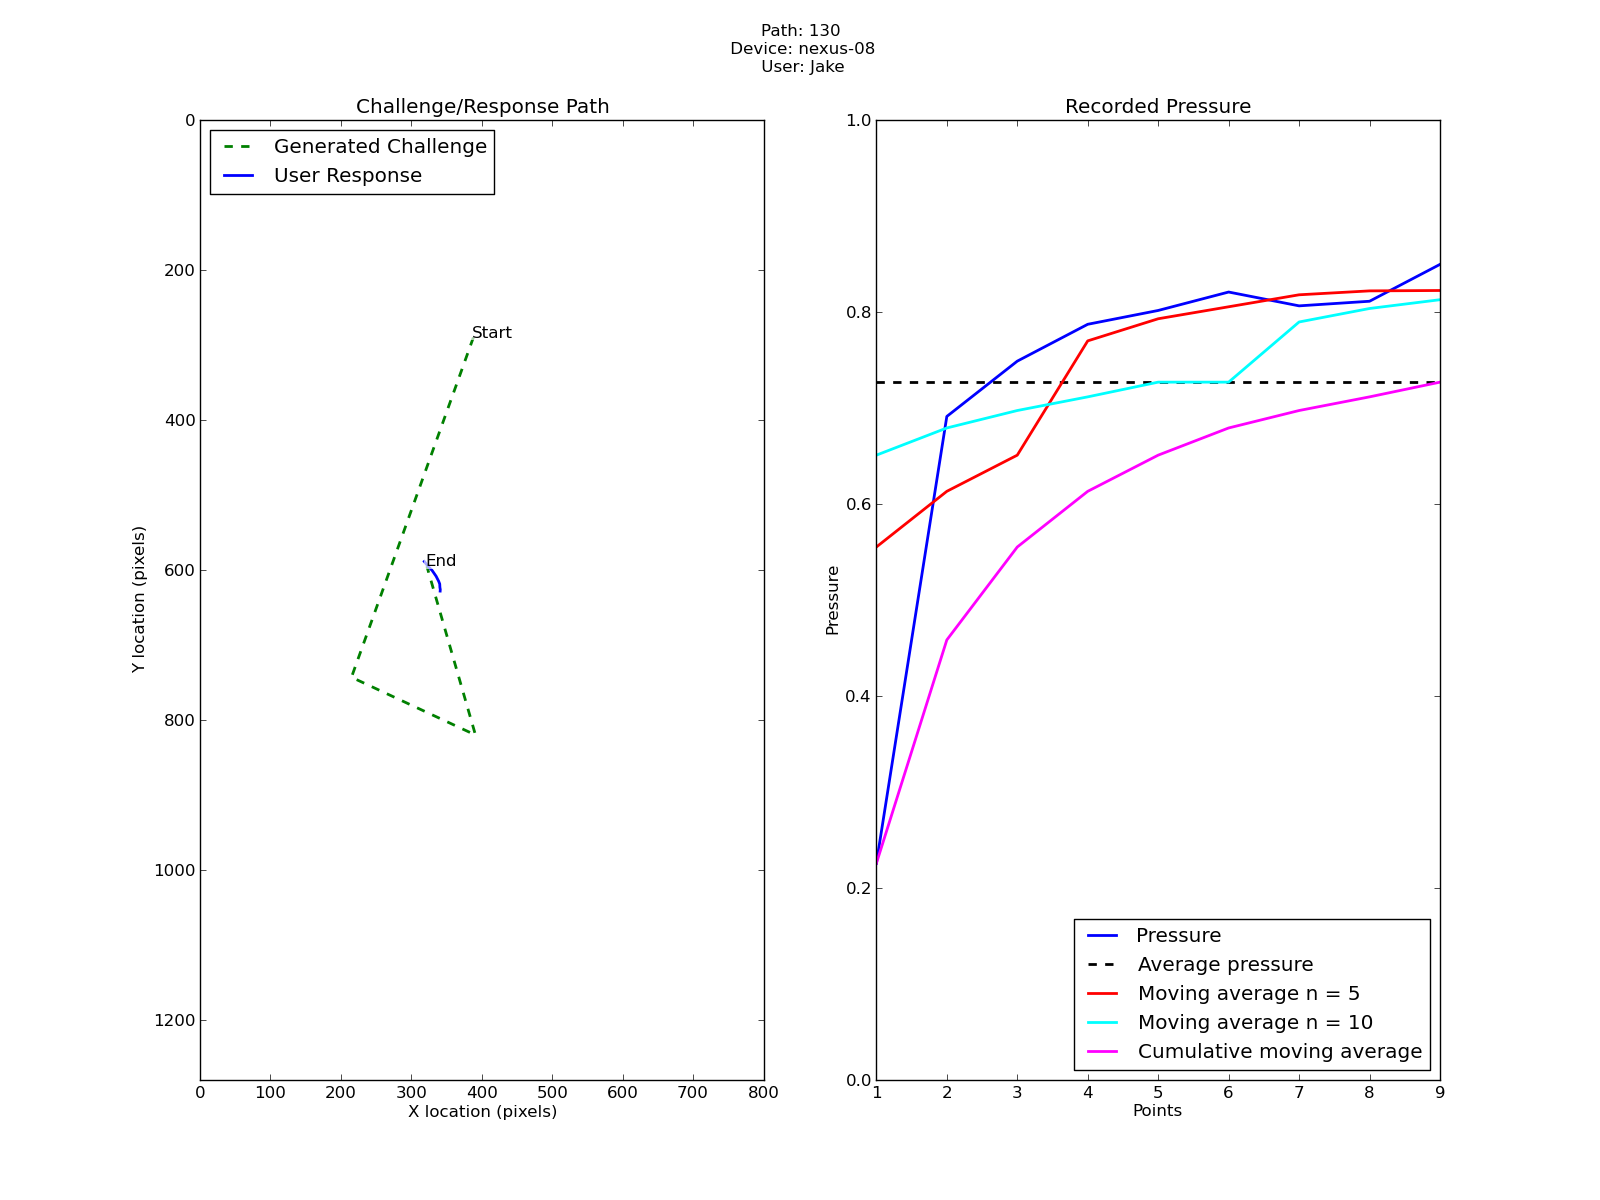 Path: 130
Device: nexus-08
User: Jake
Challenge/Response Path
Generated Challenge
User Response
0
200
400
600
800
1000
1200
Y location (pixels)
Start
End
0 100 200 300 400 500 600 700 800
X location (pixels)
Recorded Pressure
1.0
0.8
0.6
0.4
0.2
0.0
Pressure
Pressure
Average pressure
Moving average n = 5
Moving average n = 10
Cumulative moving average
1 2 3 4 5 6 7 8 9
Points